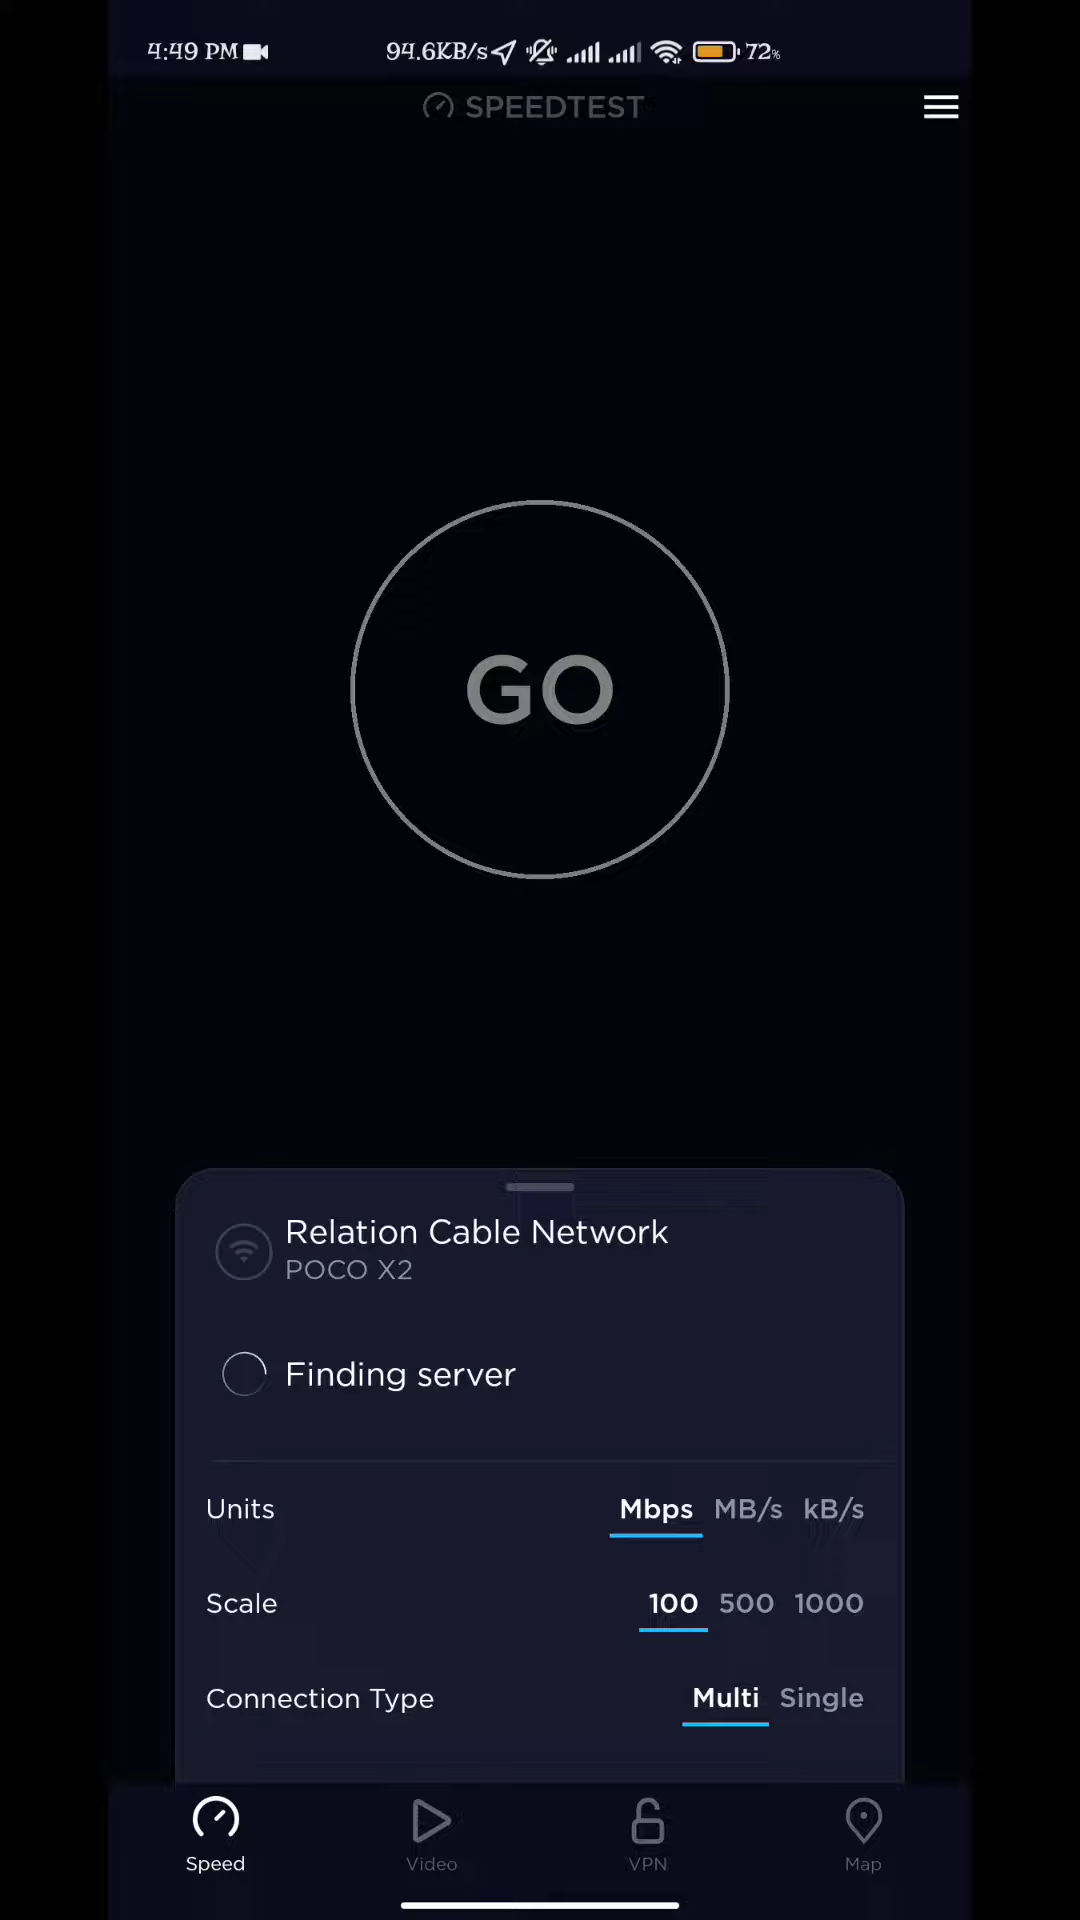 4:49 PM 94.6KB/s 72%
SPEEDTEST
GO
Relation Cable Network
POCO X2
Finding server
Units Mbps MB/s kB/s
Scale 100 500 1000
Connection Type Multi Single
Speed Video VPN Map